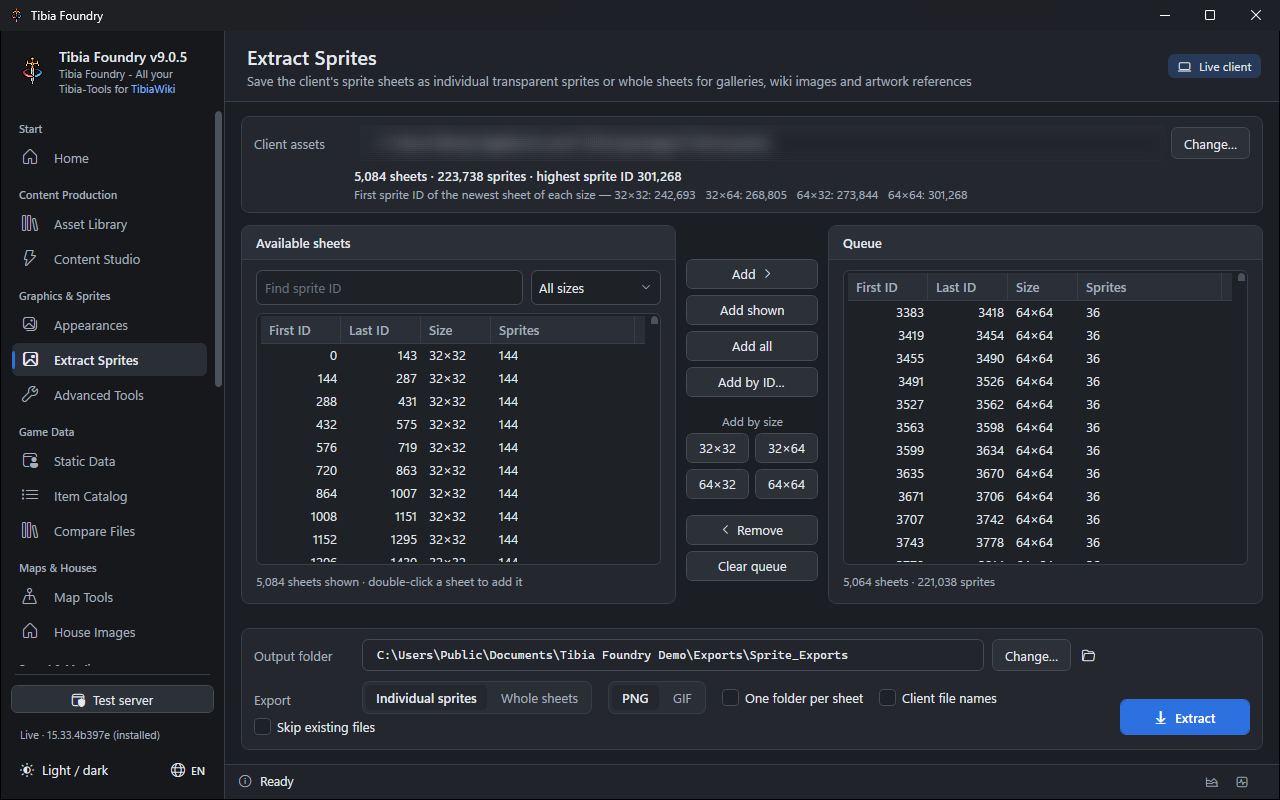 Tibia Foundry
Tibia Foundry v9.0.5
Tibia Foundry - All your
Tibia-Tools for TibiaWiki
Start
Home
Content Production
Asset Library
Content Studio
Graphics & Sprites
Appearances
Extract Sprites
Advanced Tools
Game Data
Static Data
Item Catalog
Compare Files
Maps & Houses
Map Tools
House Images
Test server
Live · 15.33.4b397e (installed)
Light / dark EN
Extract Sprites
Save the client's sprite sheets as individual transparent sprites or whole sheets for galleries, wiki images and artwork references
Live client
Client assets
Change...
5,084 sheets · 223,738 sprites · highest sprite ID 301,268
First sprite ID of the newest sheet of each size — 32×32: 242,693 32×64: 268,805 64×32: 273,844 64×64: 301,268
Available sheets
Find sprite ID All sizes
First ID Last ID Size Sprites
0 143 32×32 144
144 287 32×32 144
288 431 32×32 144
432 575 32×32 144
576 719 32×32 144
720 863 32×32 144
864 1007 32×32 144
1008 1151 32×32 144
1152 1295 32×32 144
5,084 sheets shown · double-click a sheet to add it
Add
Add shown
Add all
Add by ID...
Add by size
32×32 32×64
64×32 64×64
Remove
Clear queue
Queue
First ID Last ID Size Sprites
3383 3418 64×64 36
3419 3454 64×64 36
3455 3490 64×64 36
3491 3526 64×64 36
3527 3562 64×64 36
3563 3598 64×64 36
3599 3634 64×64 36
3635 3670 64×64 36
3671 3706 64×64 36
3707 3742 64×64 36
3743 3778 64×64 36
5,064 sheets · 221,038 sprites
Output folder C:\Users\Public\Documents\Tibia Foundry Demo\Exports\Sprite_Exports Change...
Export Individual sprites Whole sheets PNG GIF One folder per sheet Client file names
Skip existing files
Extract
Ready